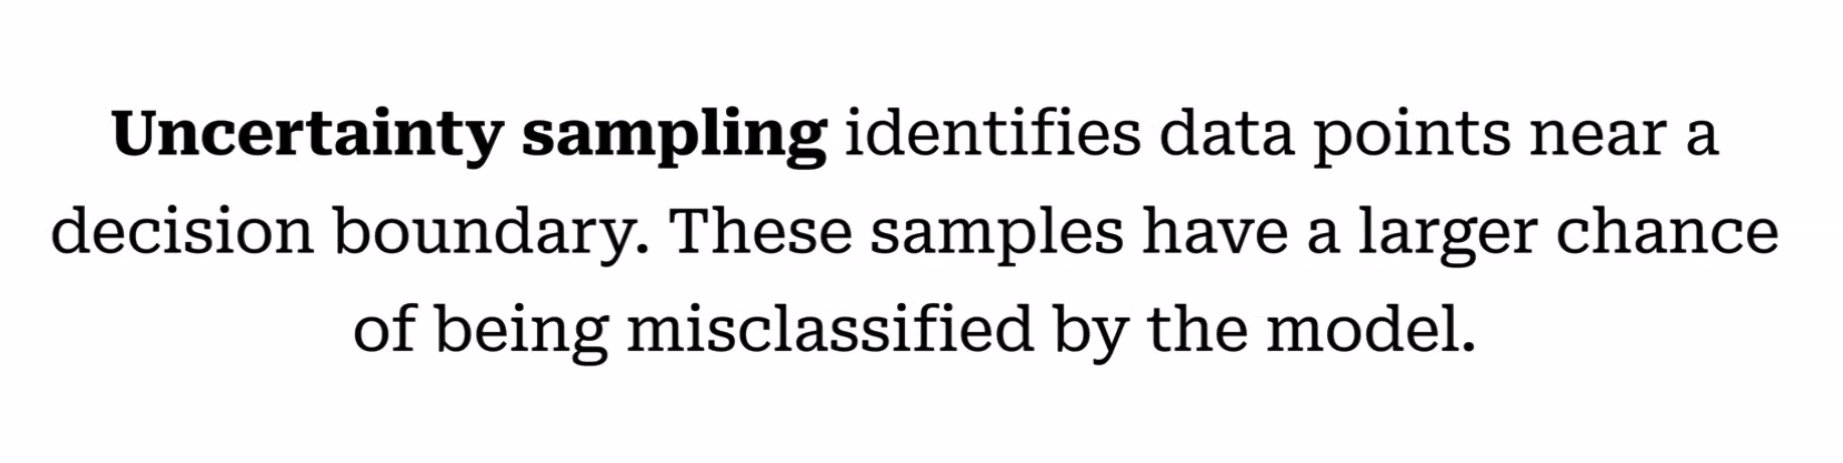 Uncertainty sampling identifies data points near a
decision boundary. These samples have a larger chance
of being misclassified by the model.